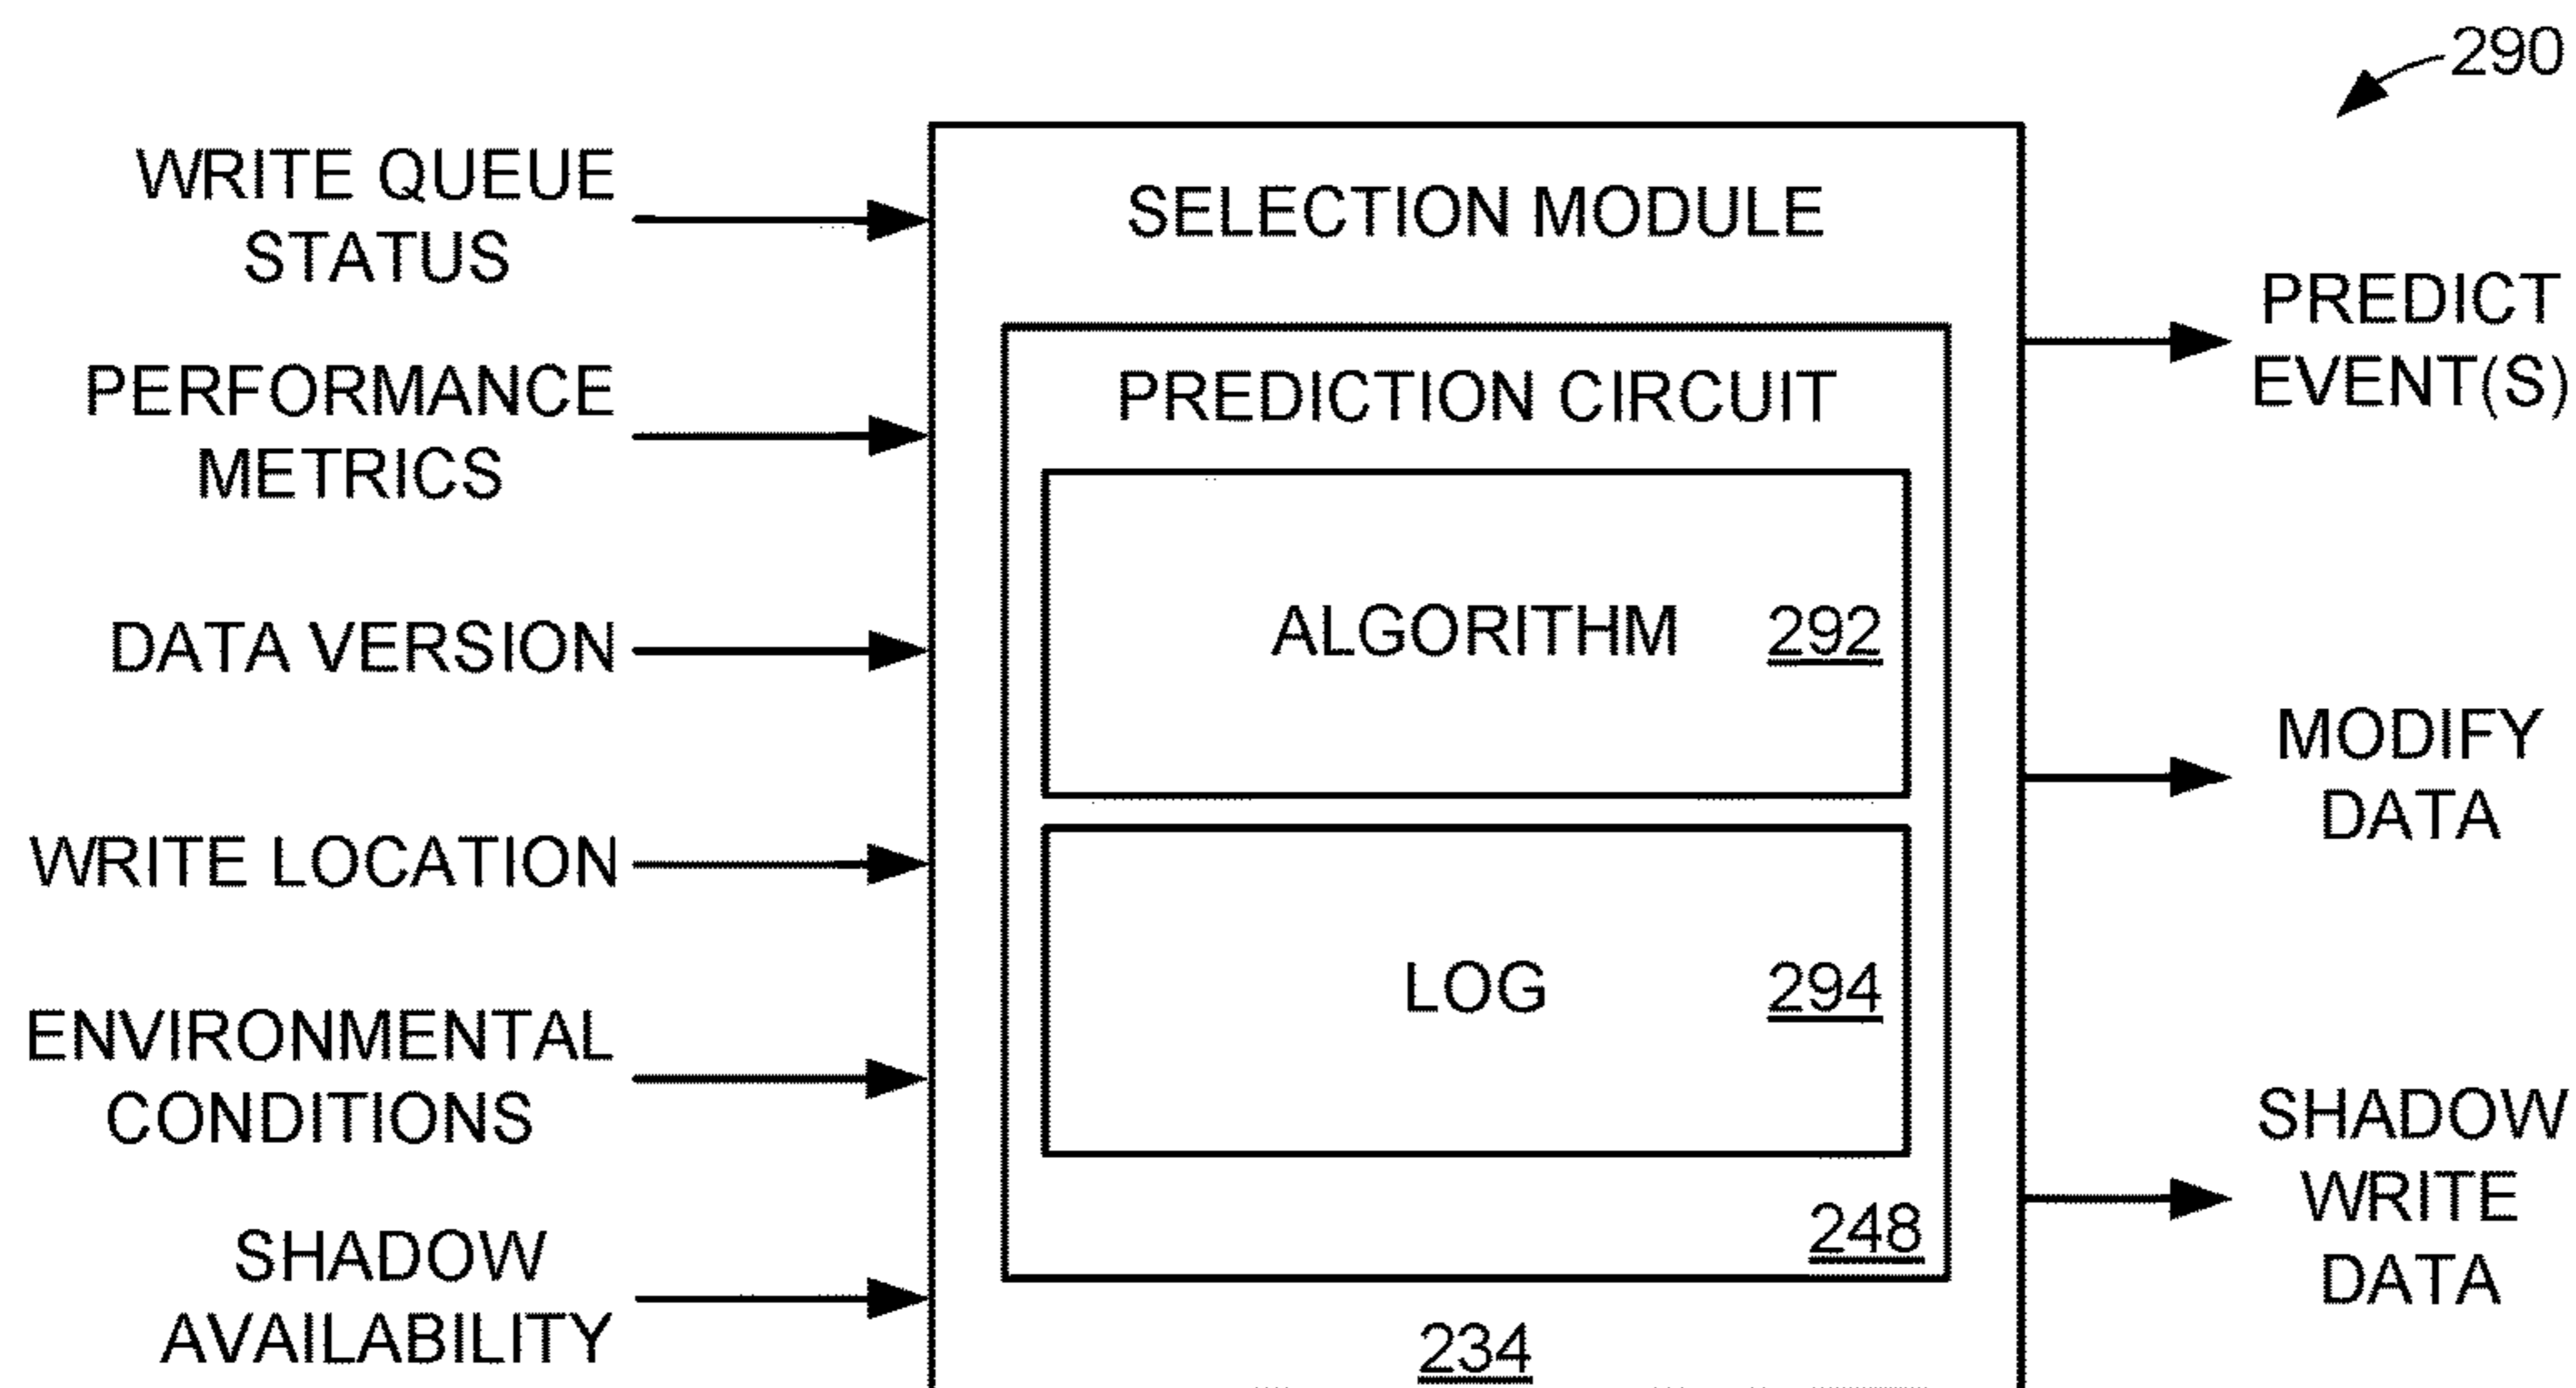 290
WRITE QUEUE
STATUS
PERFORMANCE
METRICS
DATA VERSION
WRITE LOCATION
ENVIRONMENTAL
CONDITIONS
SHADOW
AVAILABILITY
SELECTION MODULE
PREDICTION CIRCUIT
ALGORITHM 292
LOG 294
248
234
PREDICT
EVENT(S)
MODIFY
DATA
SHADOW
WRITE
DATA